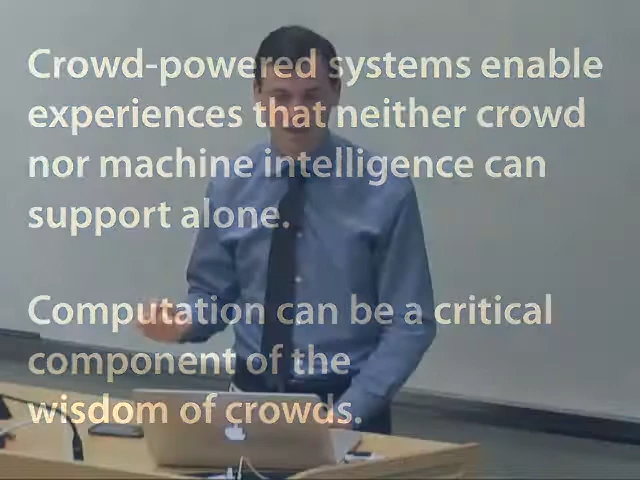 Crowd-powered systems enable
experiences that neither crowd
nor machine intelligence can
support alone.
Computation can be a critical
component of the
wisdom of crowds.